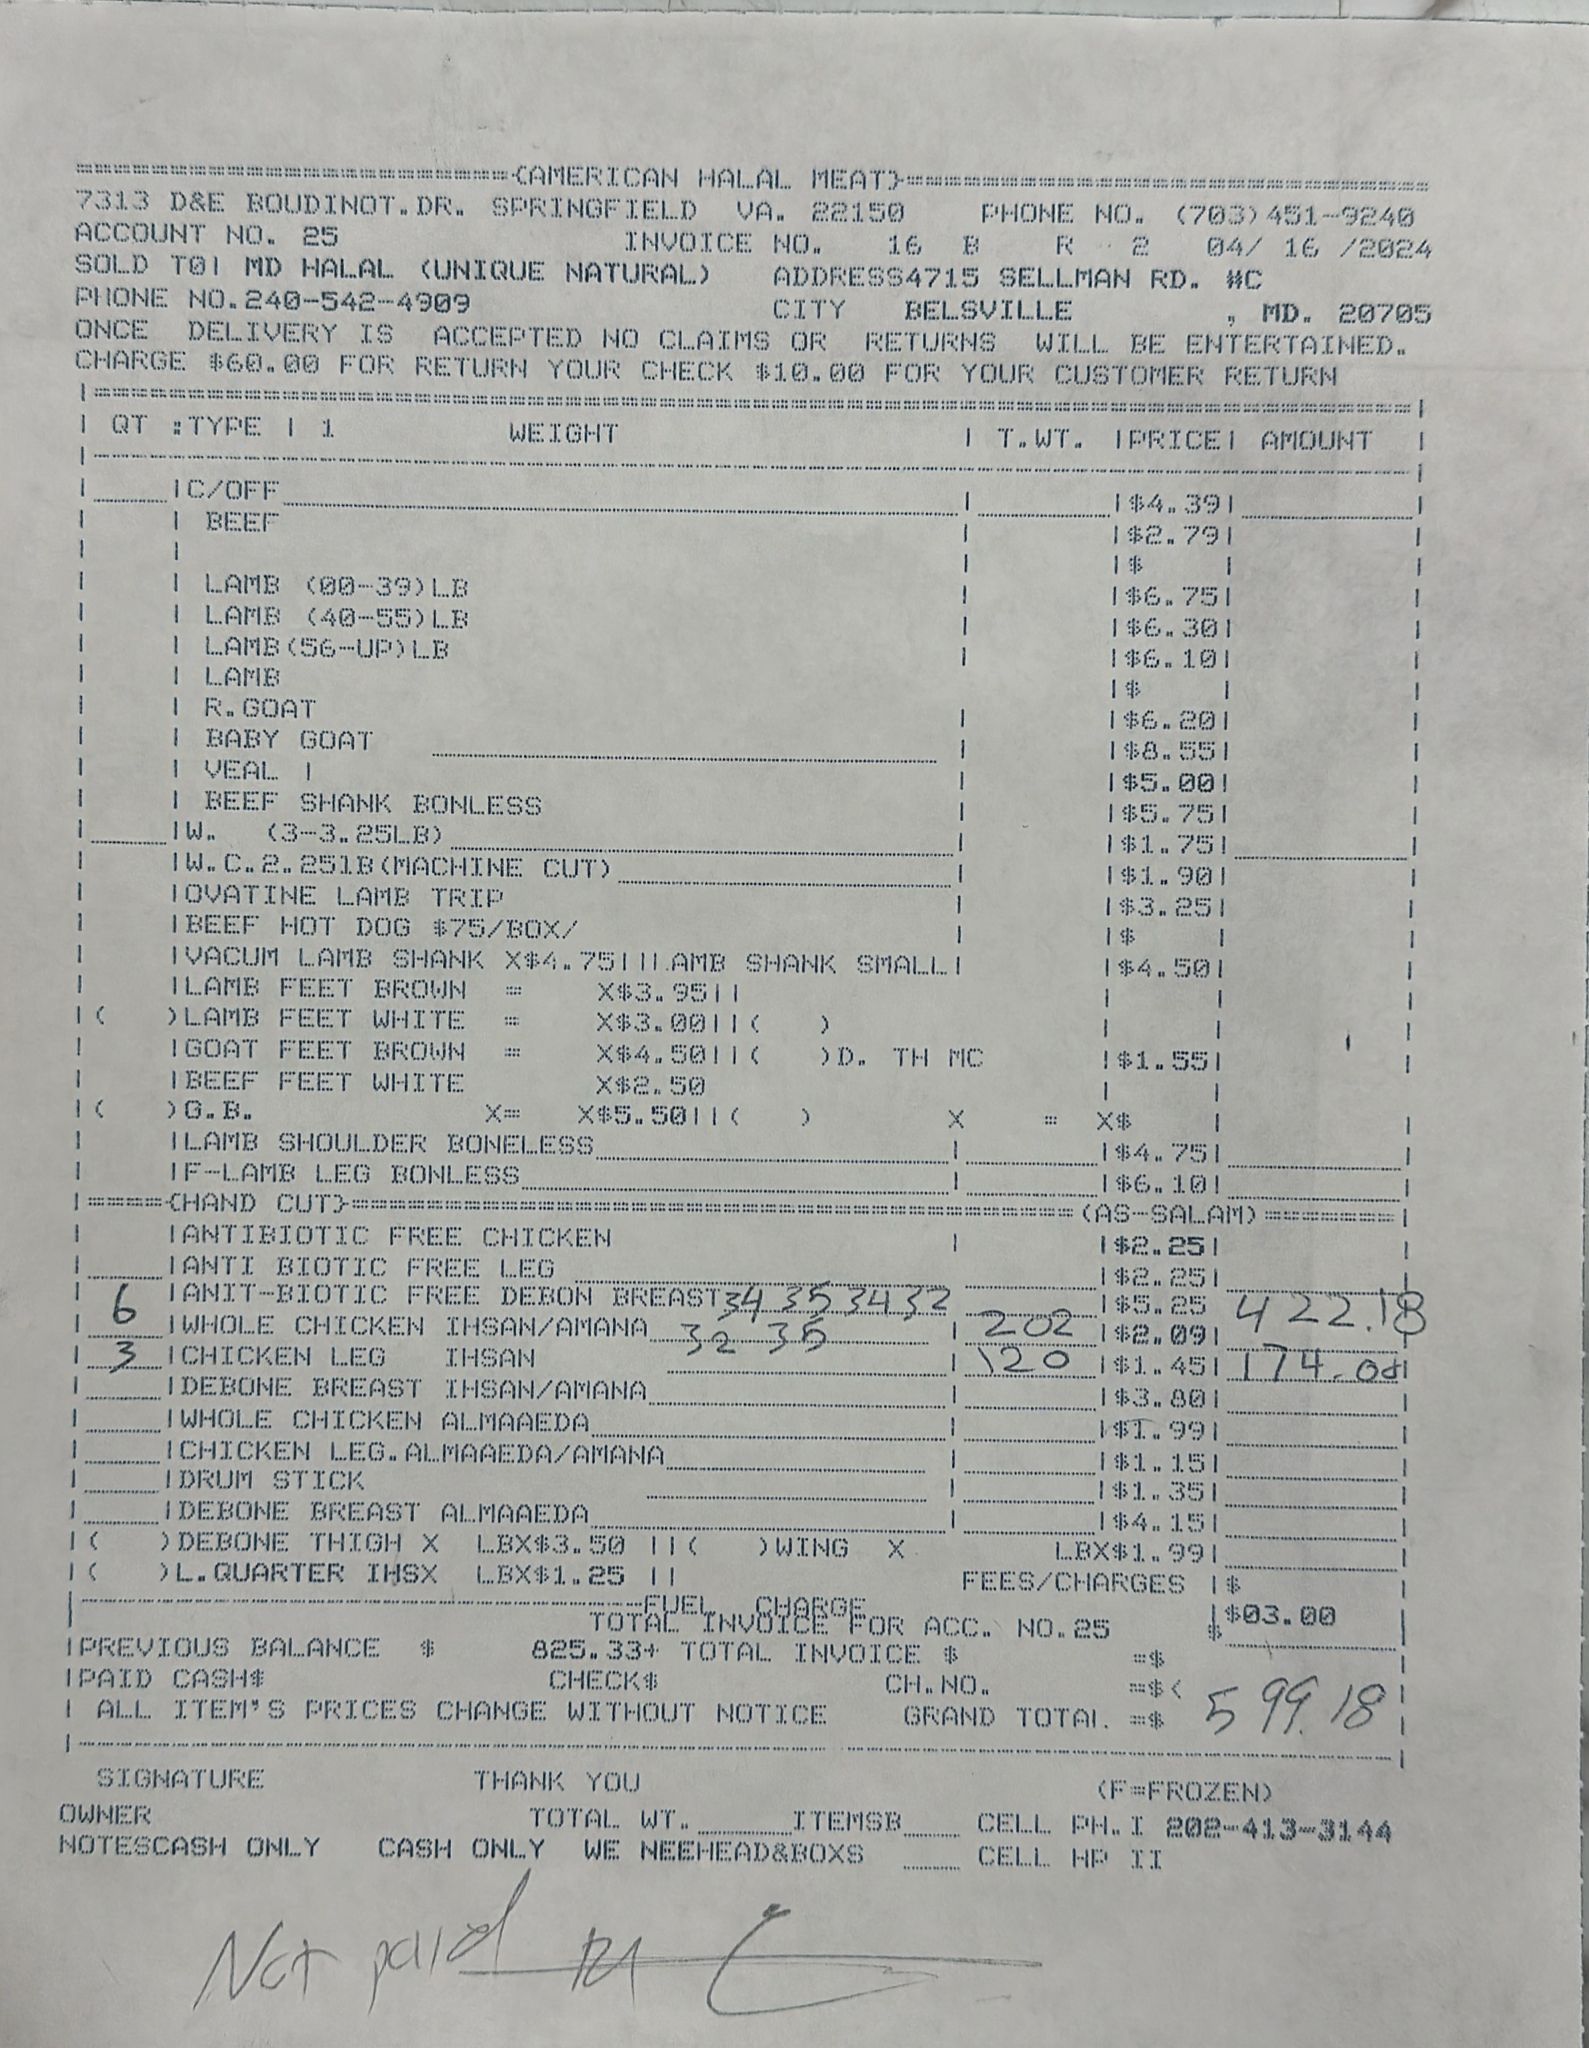 =======================<AMERICAN HALAL MEAT>============================
7313 D&E BOUDINOT.DR. SPRINGFIELD VA. 22150 PHONE NO. (703)451-9240
ACCOUNT NO. 25 INVOICE NO. 16 B R 2 04/ 16 /2024
SOLD TO| MD HALAL (UNIQUE NATURAL) ADDRESS4715 SELLMAN RD. #C
PHONE NO.240-542-4909 CITY BELSVILLE , MD. 20705
ONCE DELIVERY IS ACCEPTED NO CLAIMS OR RETURNS WILL BE ENTERTAINED.
CHARGE $60.00 FOR RETURN YOUR CHECK $10.00 FOR YOUR CUSTOMER RETURN
QT :TYPE | 1 WEIGHT | T.WT. |PRICE| AMOUNT |
|C/OFF |$4.39|
| BEEF |$2.79|
| |$ |
| LAMB (00-39)LB |$6.75|
| LAMB (40-55)LB |$6.30|
| LAMB(56-UP)LB |$6.10|
| LAMB |$ |
| R.GOAT |$6.20|
| BABY GOAT |$8.55|
| VEAL | |$5.00|
| BEEF SHANK BONLESS |$5.75|
|W. (3-3.25LB) |$1.75|
|W.C.2.251B(MACHINE CUT) |$1.90|
|OVATINE LAMB TRIP |$3.25|
|BEEF HOT DOG $75/BOX/ |$ |
|VACUM LAMB SHANK X$4.75||LAMB SHANK SMALL| |$4.50|
|LAMB FEET BROWN = X$3.95||
|( )LAMB FEET WHITE = X$3.00||( )
|GOAT FEET BROWN = X$4.50||( )D. TH MC |$1.55|
|BEEF FEET WHITE X$2.50
|( )G.B. X= X$5.50||( ) X = X$ |
|LAMB SHOULDER BONELESS |$4.75|
|F-LAMB LEG BONLESS |$6.10|
|=====<HAND CUT>==========================================(AS-SALAM)=======|
|ANTIBIOTIC FREE CHICKEN |$2.25|
|ANTI BIOTIC FREE LEG |$2.25|
|ANIT-BIOTIC FREE DEBON BREAST 34 35 34 32 |$5.25
6 |WHOLE CHICKEN IHSAN/AMANA 32 35 | 202 |$2.09| 422.18
3 |CHICKEN LEG IHSAN | 120 |$1.45| 174.00
|DEBONE BREAST IHSAN/AMANA |$3.80|
|WHOLE CHICKEN ALMAAEDA |$1.99|
|CHICKEN LEG.ALMAAEDA/AMANA |$1.15|
|DRUM STICK |$1.35|
|DEBONE BREAST ALMAAEDA |$4.15|
|( )DEBONE THIGH X LBX$3.50 ||( )WING X LBX$1.99|
|( )L.QUARTER IHSX LBX$1.25 || FEES/CHARGES |$
FUEL CHARGE |$03.00
TOTAL INVOICE FOR ACC. NO.25 $
|PREVIOUS BALANCE $ 825.33+ TOTAL INVOICE $ =$
|PAID CASH$ CHECK$ CH.NO. =$<
| ALL ITEM'S PRICES CHANGE WITHOUT NOTICE GRAND TOTAL =$ 599.18
SIGNATURE THANK YOU (F=FROZEN)
OWNER TOTAL WT. ITEMSB CELL PH.I 202-413-3144
NOTESCASH ONLY CASH ONLY WE NEEHEAD&BOXS CELL HP II
Not paid